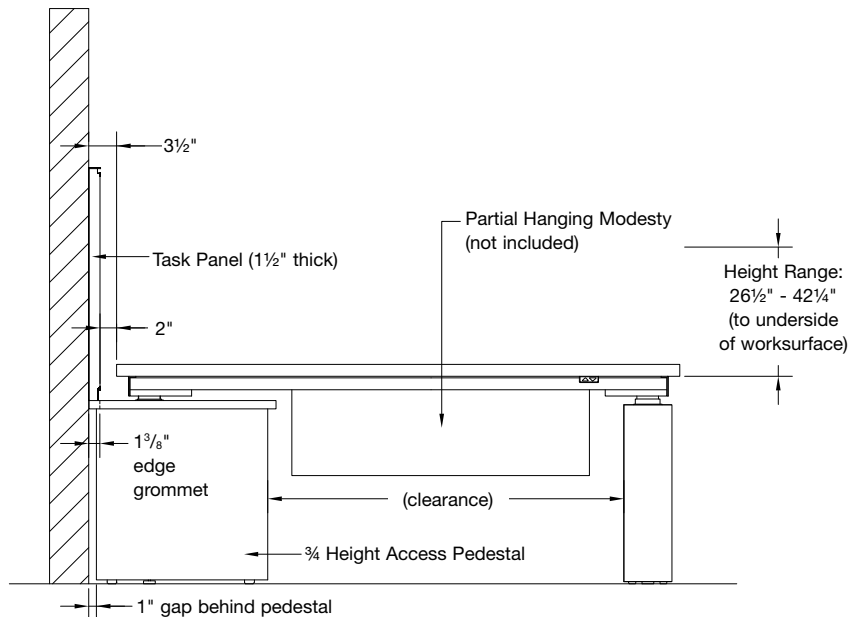 3½"
Partial Hanging Modesty
(not included)
Task Panel (1½" thick)
Height Range:
26½" - 42¼"
(to underside
of worksurface)
2"
1³/₈"
edge
grommet
(clearance)
¾ Height Access Pedestal
1" gap behind pedestal